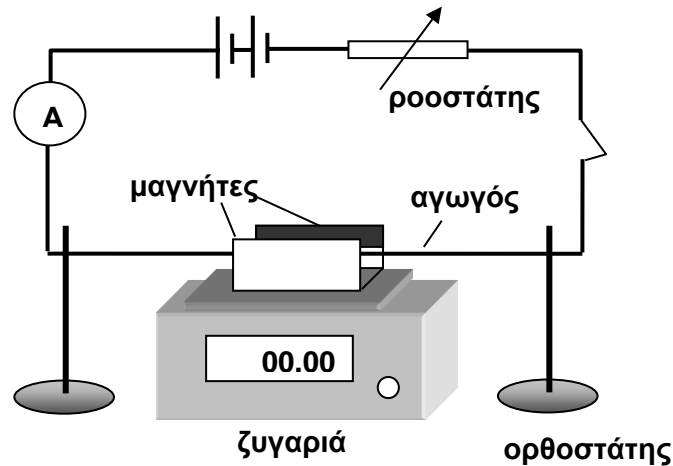 ροοστάτης
A
μαγνήτες
αγωγός
00.00
ζυγαριά
ορθοστάτης